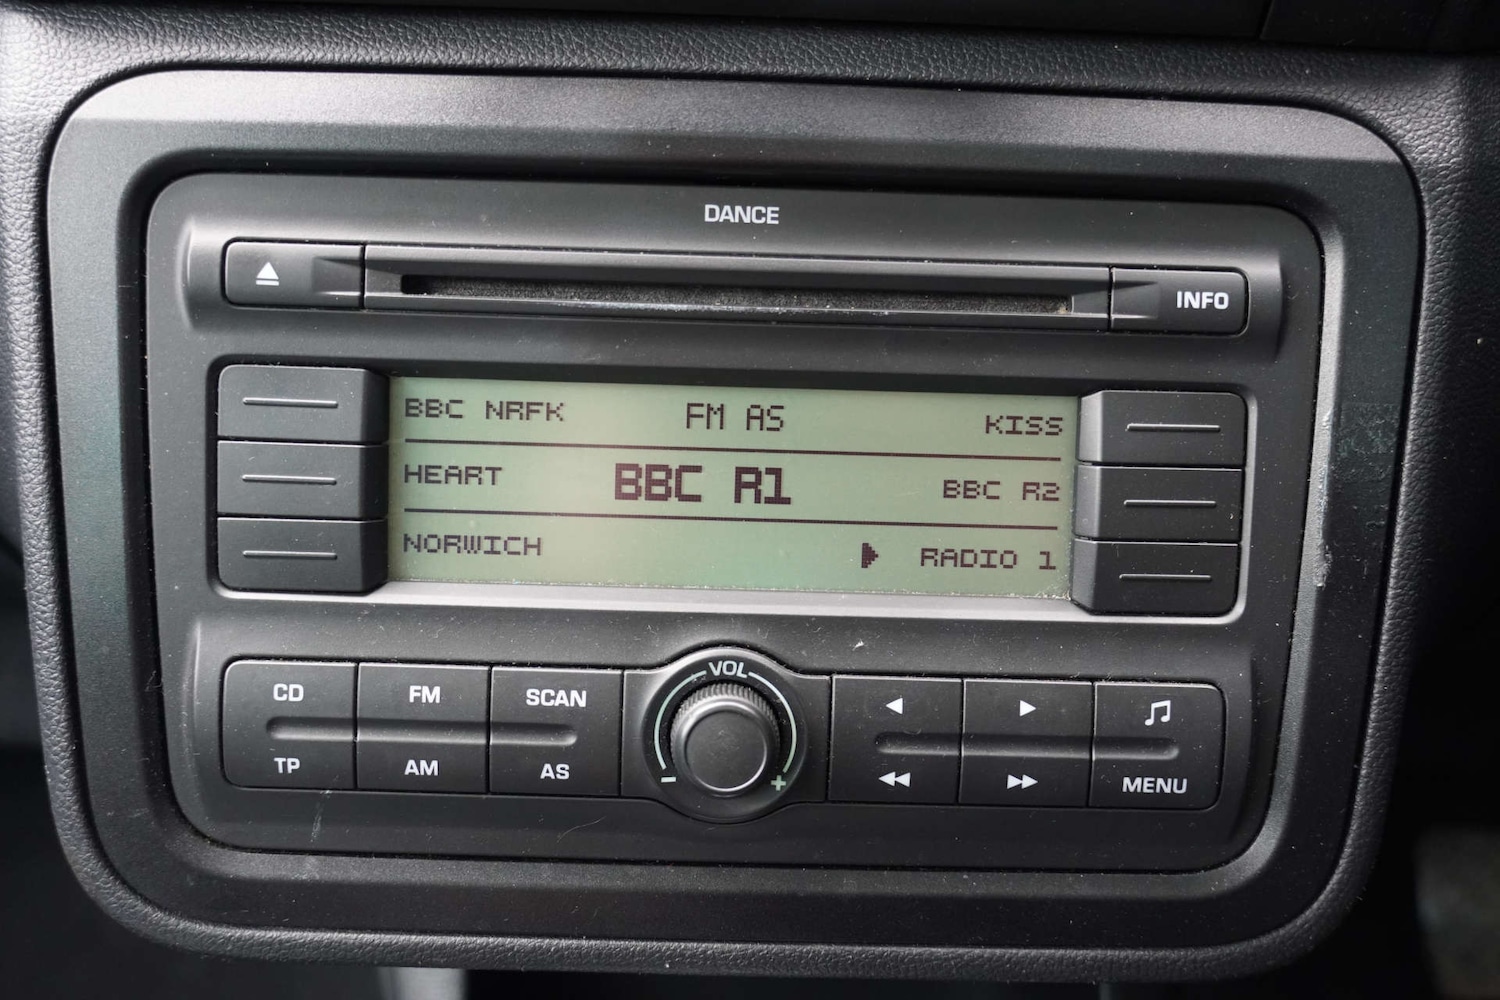 DANCE
INFO
BBC NRFK FM AS KISS
HEART BBC R1 BBC R2
NORWICH RADIO 1
VOL
- +
CD FM SCAN
TP AM AS MENU